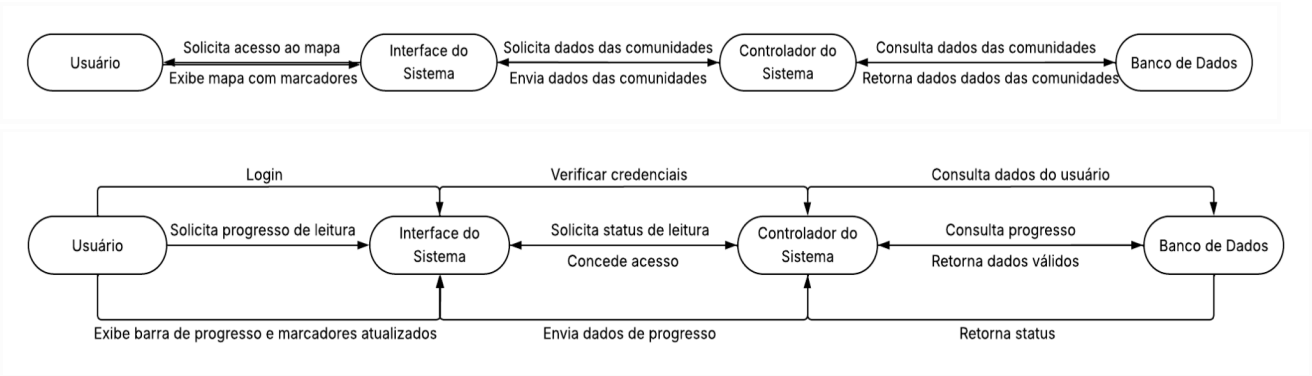 Usuário
Solicita acesso ao mapa
Exibe mapa com marcadores
Interface do
Sistema
Solicita dados das comunidades
Envia dados das comunidades
Controlador do
Sistema
Consulta dados das comunidades
Retorna dados dados das comunidades
Banco de Dados
Login
Verificar credenciais
Consulta dados do usuário
Usuário
Solicita progresso de leitura
Interface do
Sistema
Solicita status de leitura
Concede acesso
Controlador do
Sistema
Consulta progresso
Retorna dados válidos
Banco de Dados
Exibe barra de progresso e marcadores atualizados
Envia dados de progresso
Retorna status